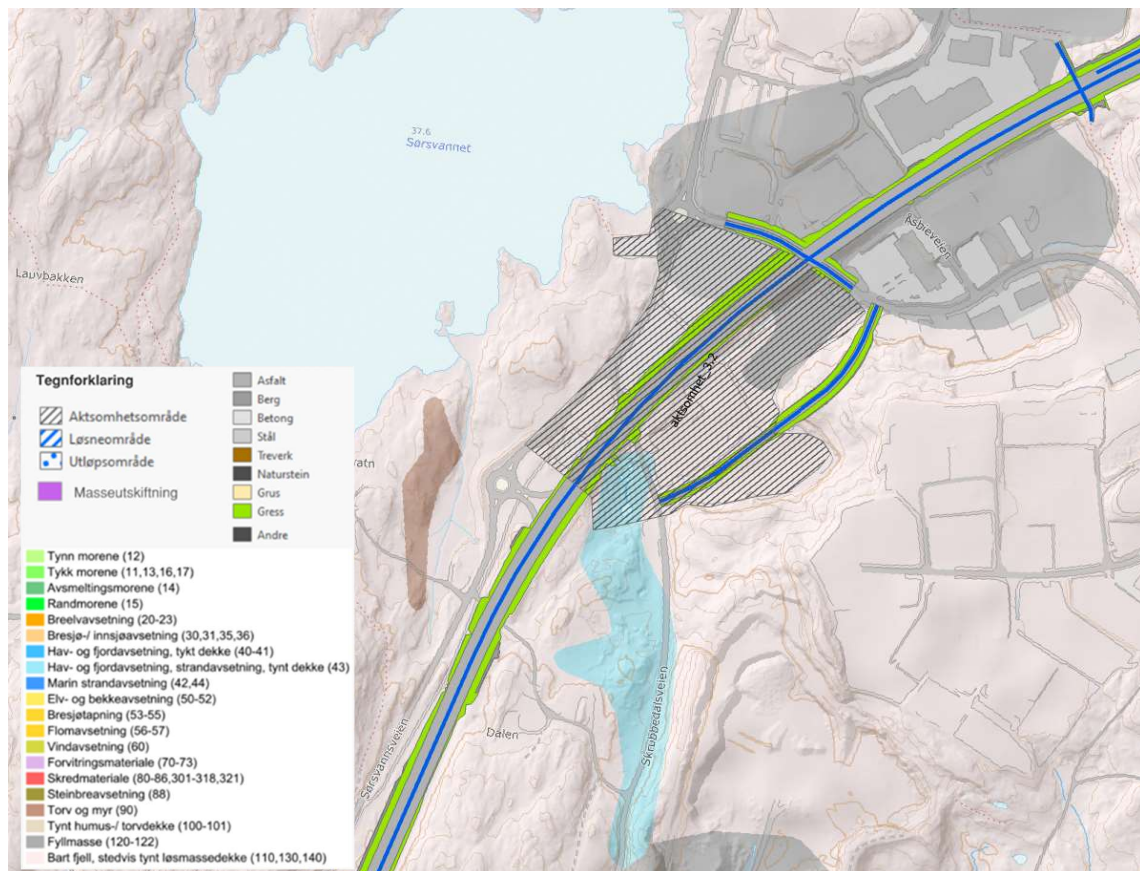 37.6
Sørsvannet
Åsbieveien
Lauvbakken
aktsomhet_3,2
ratn
Tegnforklaring
Aktsomhetsområde
Løsneområde
Utløpsområde
Masseutskiftning
Asfalt
Berg
Betong
Stål
Treverk
Naturstein
Grus
Gress
Andre
Tynn morene (12)
Tykk morene (11,13,16,17)
Avsmeltingsmorene (14)
Randmorene (15)
Breelvavsetning (20-23)
Bresjø-/ innsjøavsetning (30,31,35,36)
Hav- og fjordavsetning, tykt dekke (40-41)
Hav- og fjordavsetning, strandavsetning, tynt dekke (43)
Marin strandavsetning (42,44)
Elv- og bekkeavsetning (50-52)
Bresjøtapning (53-55)
Flomavsetning (56-57)
Vindavsetning (60)
Forvitringsmateriale (70-73)
Skredmateriale (80-86,301-318,321)
Steinbreavsetning (88)
Torv og myr (90)
Tynt humus-/ torvdekke (100-101)
Fyllmasse (120-122)
Bart fjell, stedvis tynt løsmassedekke (110,130,140)
Sørsvannsveien
Dalen
Skrubbedalsveien